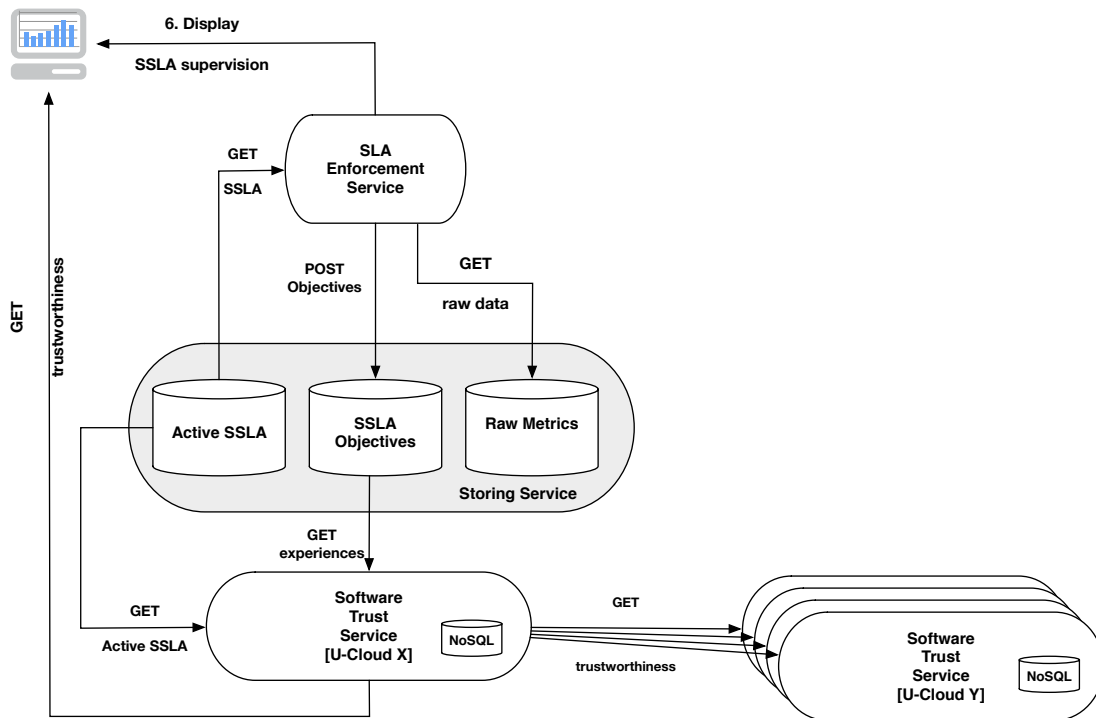 6. Display
SSLA supervision
SLA
Enforcement
Service
GET
SSLA
POST
Objectives
GET
raw data
GET
trustworthiness
Active SSLA
SSLA
Objectives
Raw Metrics
Storing Service
GET
experiences
GET
Active SSLA
Software
Trust
Service
[U-Cloud X]
NoSQL
GET
trustworthiness
Software
Trust
Service
[U-Cloud Y]
NoSQL